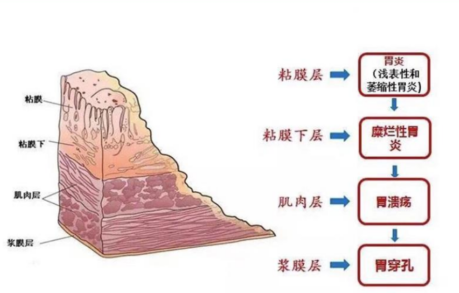 粘膜
粘膜下
肌肉层
浆膜层
粘膜层
胃炎
(浅表性和
萎缩性胃炎)
粘膜下层
糜烂性胃
炎
肌肉层
胃溃疡
浆膜层
胃穿孔